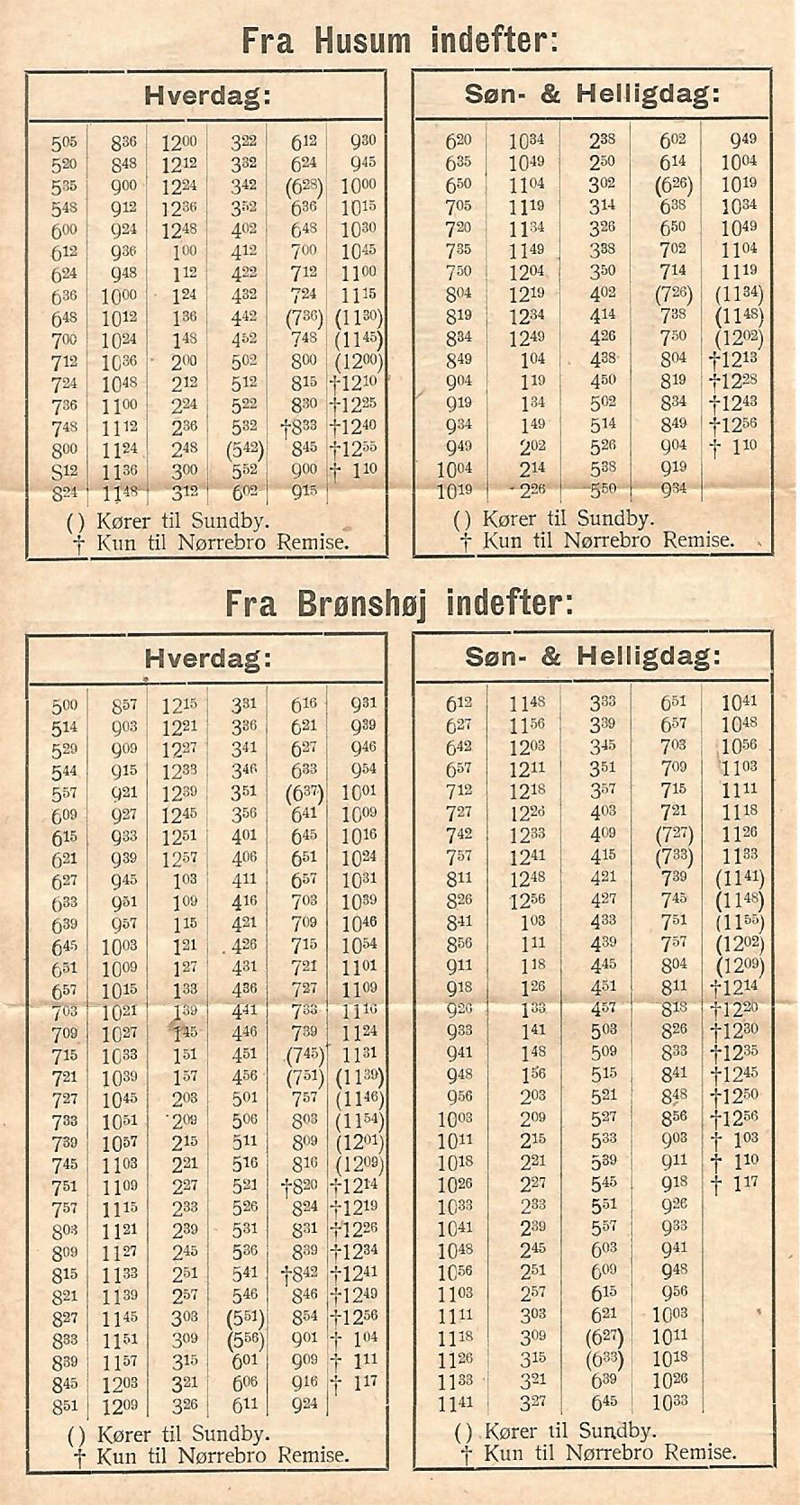 Fra Husum indefter:
Hverdag:
505 836 1200 322 612 930
520 848 1212 332 624 945
535 900 1224 342 (628) 1000
548 912 1236 352 636 1015
600 924 1248 402 648 1030
612 936 100 412 700 1045
624 948 112 422 712 1100
636 1000 124 432 724 1115
648 1012 136 442 (736) (1130)
700 1024 148 452 748 (1145)
712 1036 200 502 800 (1200)
724 1048 212 512 815 †1210
736 1100 224 522 830 †1225
748 1112 236 532 †833 †1240
800 1124 248 (542) 845 †1255
812 1136 300 552 900 † 110
824 1148 312 602 915
() Kører til Sundby.
† Kun til Nørrebro Remise.
Søn- & Helligdag:
620 1034 238 602 949
635 1049 250 614 1004
650 1104 302 (626) 1019
705 1119 314 638 1034
720 1134 326 650 1049
735 1149 338 702 1104
750 1204 350 714 1119
804 1219 402 (726) (1134)
819 1234 414 738 (1148)
834 1249 426 750 (1202)
849 104 438 804 †1213
904 119 450 819 †1228
919 134 502 834 †1243
934 149 514 849 †1256
949 202 526 904 † 110
1004 214 538 919
1019 226 550 934
() Kører til Sundby.
† Kun til Nørrebro Remise.
Fra Brønshøj indefter:
Hverdag:
500 857 1215 331 616 931
514 903 1221 336 621 939
529 909 1227 341 627 946
544 915 1233 346 633 954
557 921 1239 351 (637) 1001
609 927 1245 356 641 1009
615 933 1251 401 645 1016
621 939 1257 406 651 1024
627 945 103 411 657 1031
633 951 109 416 703 1039
639 957 115 421 709 1046
645 1003 121 426 715 1054
651 1009 127 431 721 1101
657 1015 133 436 727 1109
703 1021 139 441 733 1116
709 1027 145 446 739 1124
715 1033 151 451 (745) 1131
721 1039 157 456 (751) (1139)
727 1045 203 501 757 (1146)
733 1051 209 506 803 (1154)
739 1057 215 511 809 (1201)
745 1103 221 516 816 (1209)
751 1109 227 521 †820 †1214
757 1115 233 526 824 †1219
803 1121 239 531 831 †1226
809 1127 245 536 839 †1234
815 1133 251 541 †842 †1241
821 1139 257 546 846 †1249
827 1145 303 (551) 854 †1256
833 1151 309 (556) 901 † 104
839 1157 315 601 909 † 111
845 1203 321 606 916 † 117
851 1209 326 611 924
() Kører til Sundby.
† Kun til Nørrebro Remise.
Søn- & Helligdag:
612 1148 333 651 1041
627 1156 339 657 1048
642 1203 345 703 1056
657 1211 351 709 1103
712 1218 357 715 1111
727 1226 403 721 1118
742 1233 409 (727) 1126
757 1241 415 (733) 1133
811 1248 421 739 (1141)
826 1256 427 745 (1148)
841 103 433 751 (1155)
856 111 439 757 (1202)
911 118 445 804 (1209)
918 126 451 811 †1214
926 133 457 818 †1220
933 141 503 826 †1230
941 148 509 833 †1235
948 156 515 841 †1245
956 203 521 848 †1250
1003 209 527 856 †1256
1011 215 533 903 † 103
1018 221 539 911 † 110
1026 227 545 918 † 117
1033 233 551 926
1041 239 557 933
1048 245 603 941
1056 251 609 948
1103 257 615 956
1111 303 621 1003
1118 309 (627) 1011
1126 315 (633) 1018
1133 321 639 1026
1141 327 645 1033
() Kører til Sundby.
† Kun til Nørrebro Remise.